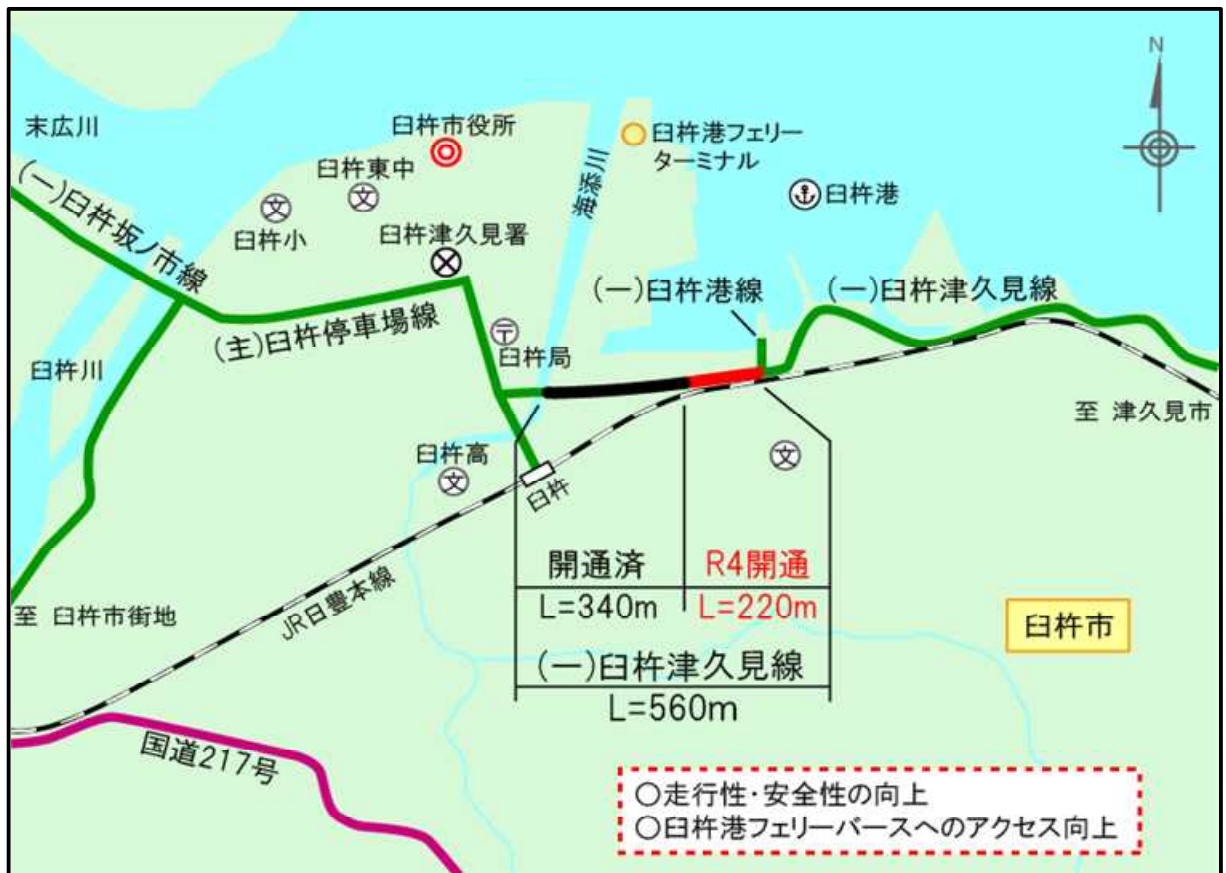 N
末広川
臼杵市役所
臼杵港フェリー
ターミナル
臼杵東中
海添川
臼杵港
(一)臼杵坂ノ市線
文
文
臼杵小
臼杵津久見署
(一)臼杵港線
(一)臼杵津久見線
(主)臼杵停車場線
〒
臼杵局
臼杵川
至 津久見市
臼杵高
文
文
臼杵
開通済
R4開通
L=340m
L=220m
JR日豊本線
至 臼杵市街地
臼杵市
(一)臼杵津久見線
L=560m
国道217号
○走行性・安全性の向上
○臼杵港フェリーバースへのアクセス向上